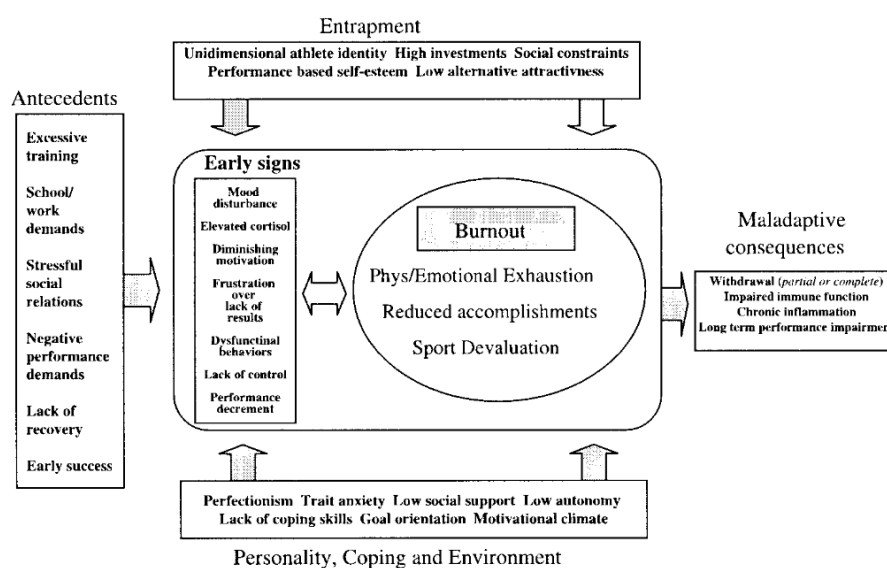 Entrapment
Unidimensional athlete identity High investments Social constraints
Performance based self-esteem Low alternative attractivness
Antecedents
Excessive
training
School/
work
demands
Stressful
social
relations
Negative
performance
demands
Lack of
recovery
Early success
Early signs
Mood
disturbance
Elevated cortisol
Diminishing
motivation
Frustration
over
lack of
results
Dysfunctinal
behaviors
Lack of control
Performance
decrement
Burnout
Phys/Emotional Exhaustion
Reduced accomplishments
Sport Devaluation
Maladaptive
consequences
Withdrawal (partial or complete)
Impaired immune function
Chronic inflammation
Long term performance impairmen
Perfectionism Trait anxiety Low social support Low autonomy
Lack of coping skills Goal orientation Motivational climate
Personality, Coping and Environment